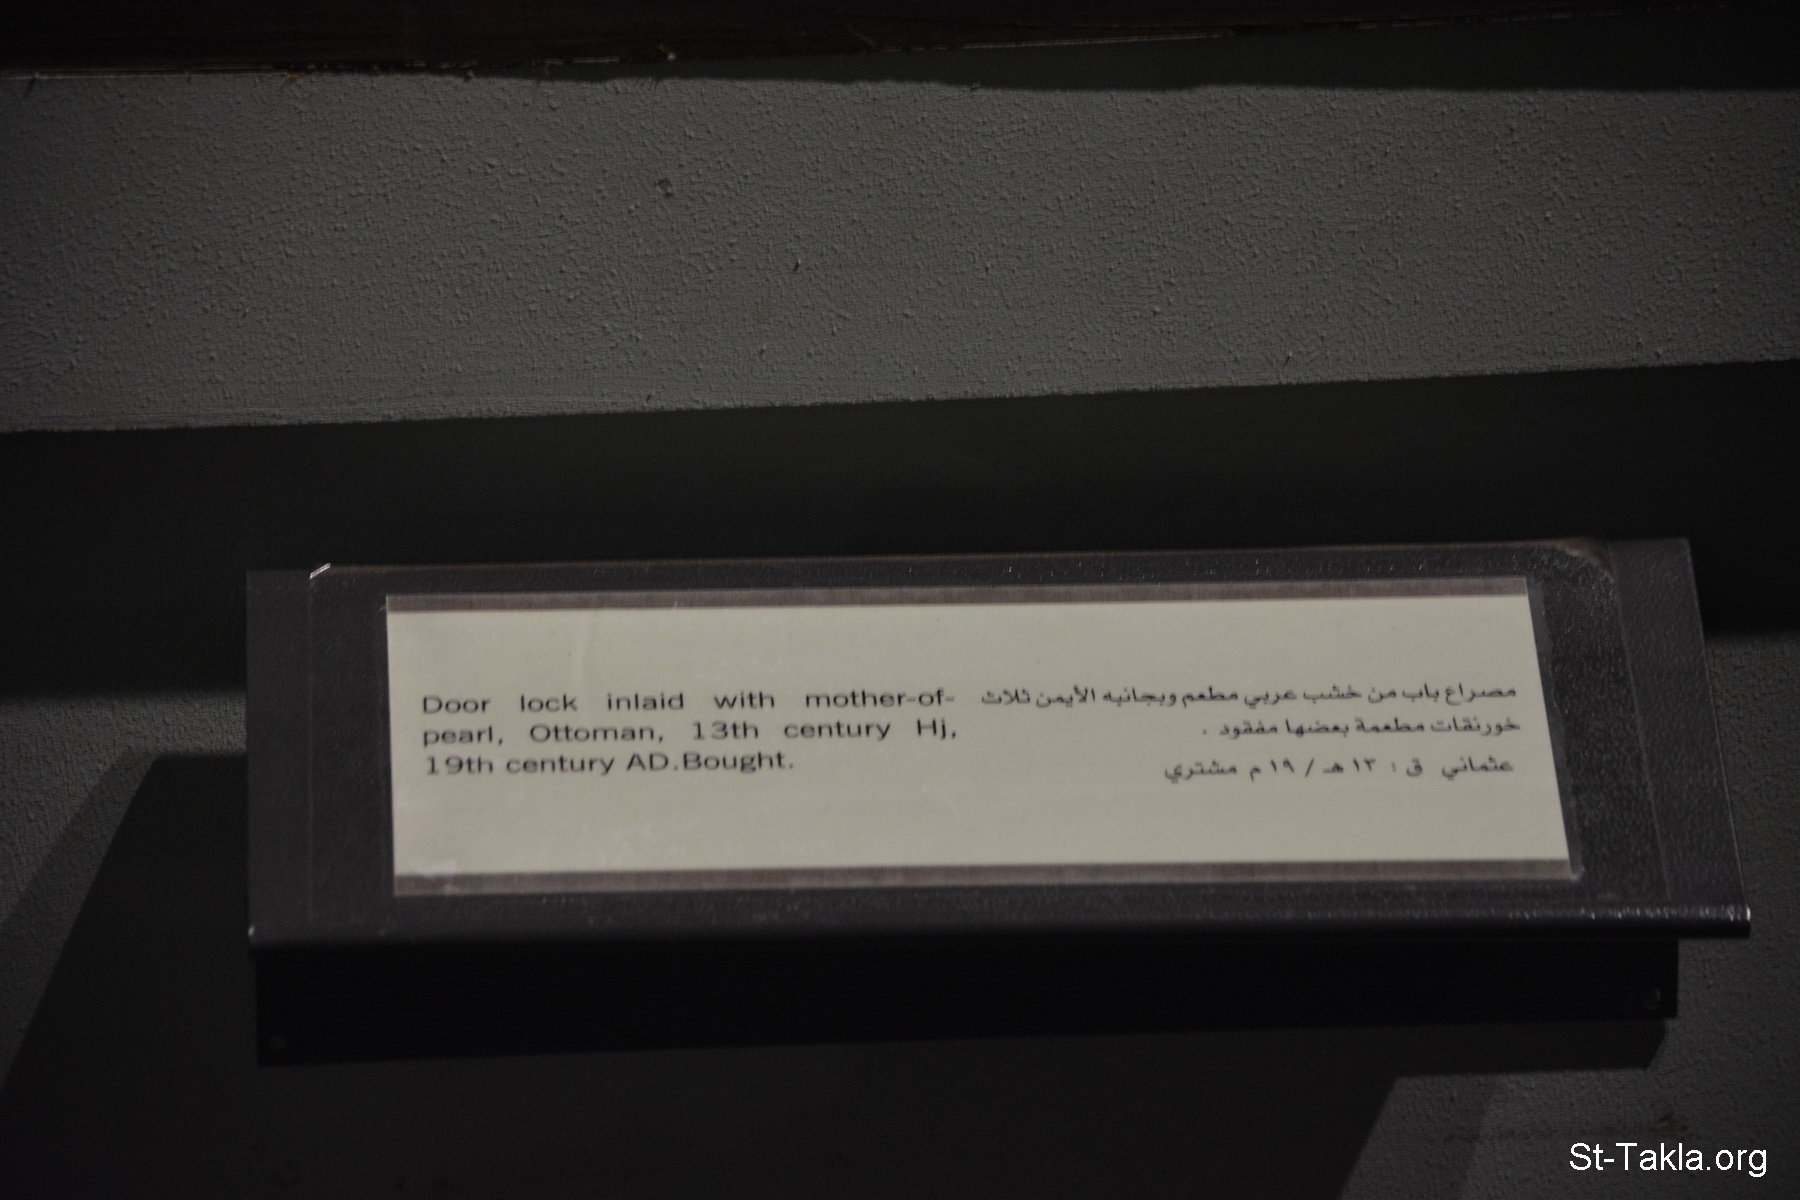 Door lock inlaid with mother-of-
pearl, Ottoman, 13th century Hj,
19th century AD.Bought.
مصراع باب من خشب عربي مطعم وبجانبه الأيمن ثلاث
خورنقات مطعمة بعضها مفقود .
عثماني ق : ١٣ هـ / ١٩ م مشتري
St-Takla.org